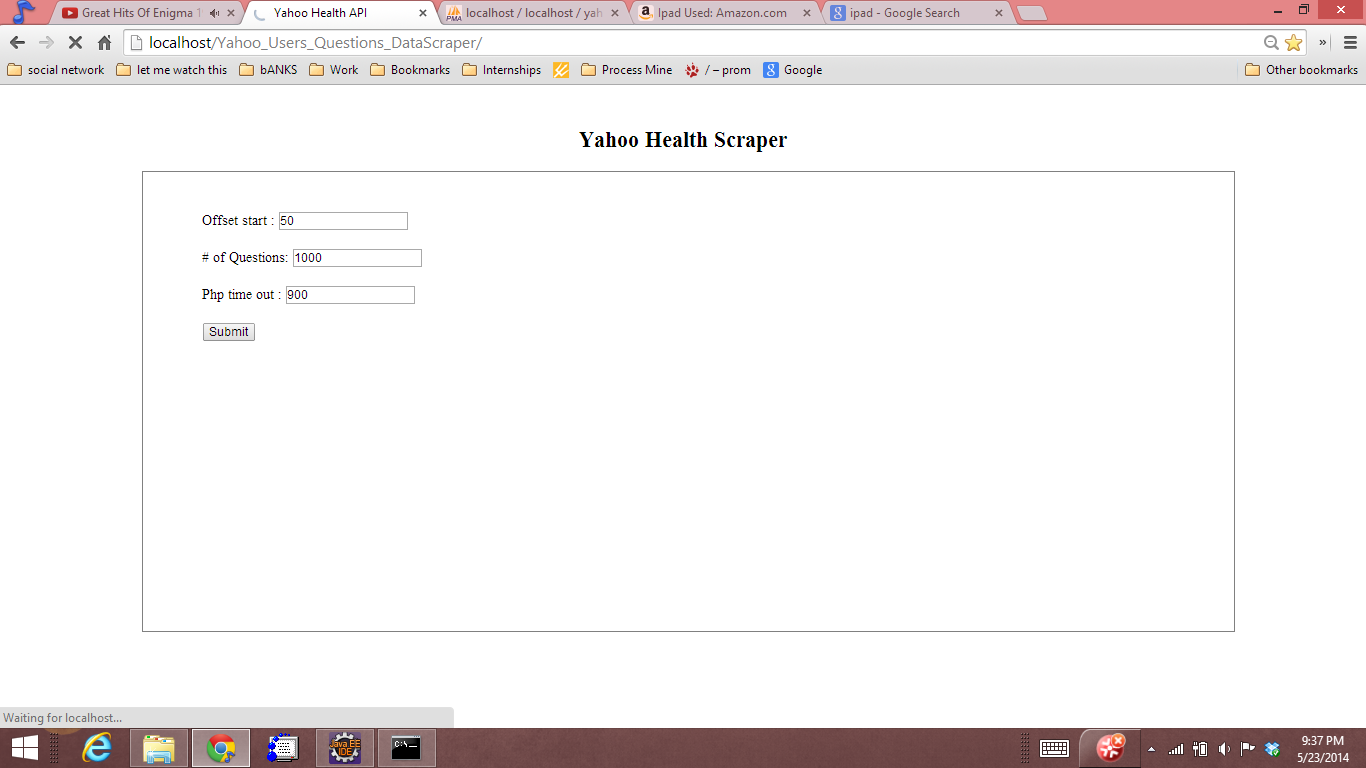 Great Hits Of Enigma 1
Yahoo Health API
PMA
localhost / localhost / yah
a
Ipad Used: Amazon.com
8
ipad - Google Search
localhost/Yahoo_Users_Questions_DataScraper/
»
social network
let me watch this
bANKS
Work
Bookmarks
Internships
Process Mine
/ – prom
8
Google
Other bookmarks
Yahoo Health Scraper
Offset start : 50
# of Questions: 1000
Php time out : 900
Submit
Waiting for localhost...
Java EE
IDE
C:\_
9:37 PM
5/23/2014